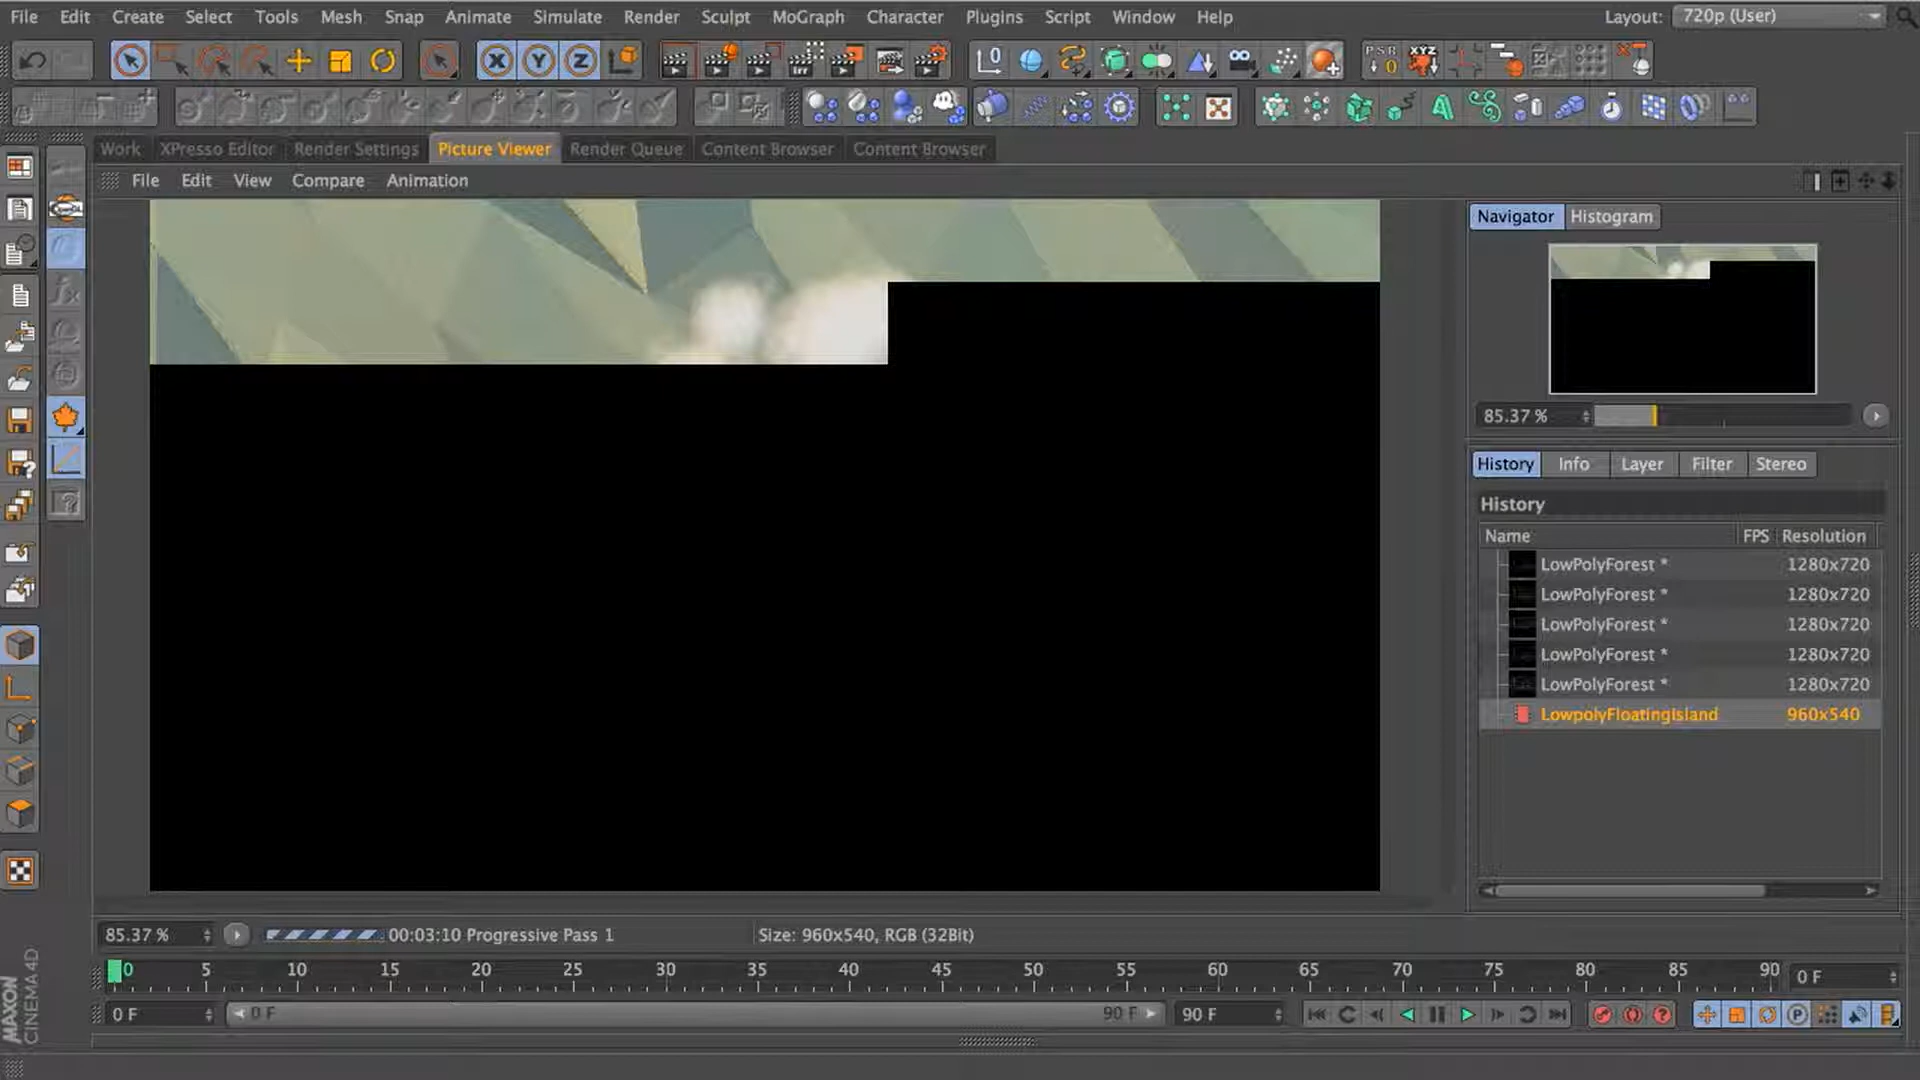 File Edit Create Select Tools Mesh Snap Animate Simulate Render Sculpt MoGraph Character Plugins Script Window Help Layout: 720p (User)
X Y Z PSR XYZ
Work XPresso Editor Render Settings Picture Viewer Render Queue Content Browser Content Browser
File Edit View Compare Animation
Navigator Histogram
85.37 %
History Info Layer Filter Stereo
History
Name FPS Resolution
LowPolyForest * 1280x720
LowPolyForest * 1280x720
LowPolyForest * 1280x720
LowPolyForest * 1280x720
LowPolyForest * 1280x720
LowpolyFloatingIsland 960x540
85.37 % 00:03:10 Progressive Pass 1 Size: 960x540, RGB (32Bit)
0 5 10 15 20 25 30 35 40 45 50 55 60 65 70 75 80 85 90 0 F
0 F 0 F 90 F 90 F
MAXON
CINEMA 4D